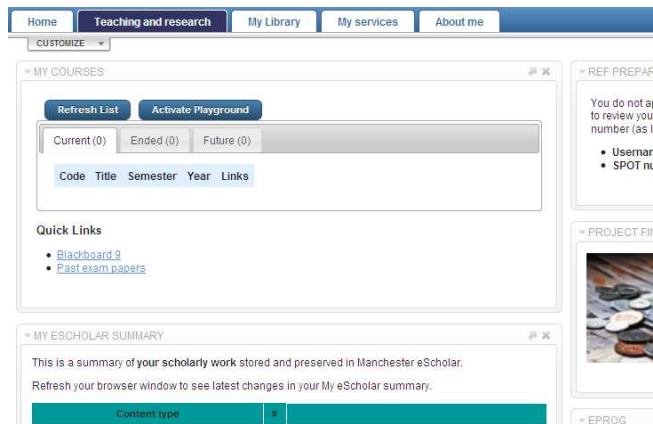 Home Teaching and research My Library My services About me
CUSTOMIZE
MY COURSES
Refresh List Activate Playground
Current (0) Ended (0) Future (0)
Code Title Semester Year Links
Quick Links
Blackboard 9
Past exam papers
MY ESCHOLAR SUMMARY
This is a summary of your scholarly work stored and preserved in Manchester eScholar.
Refresh your browser window to see latest changes in your My eScholar summary.
Content type #
REF PREPAR
You do not a
to review you
number (as
Usernar
SPOT nu
PROJECT FIN
EPROG